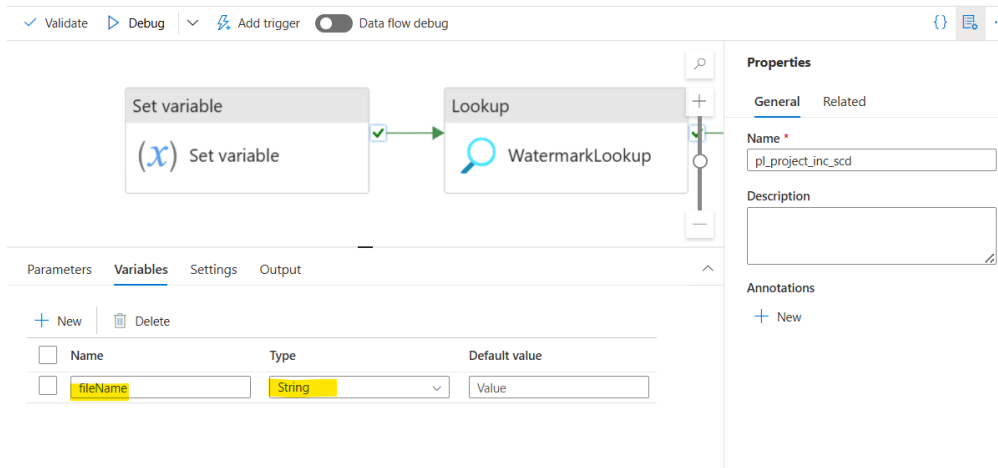 Validate Debug Add trigger Data flow debug {}
Properties
General Related
Name *
pl_project_inc_scd
Description
Annotations
New
Set variable
(x) Set variable
Lookup
WatermarkLookup
Parameters Variables Settings Output
New Delete
Name Type Default value
fileName String Value